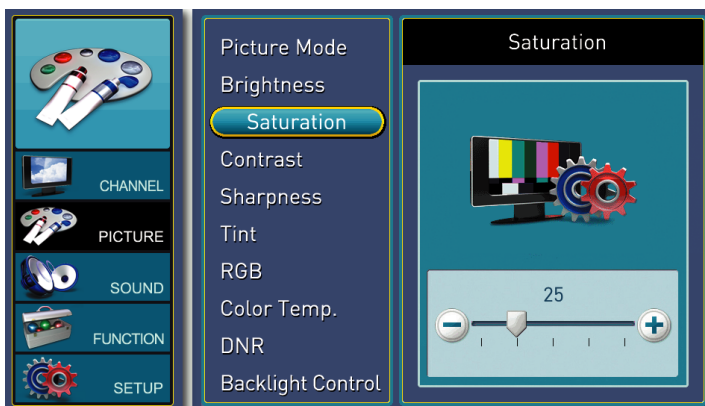 CHANNEL
PICTURE
SOUND
FUNCTION
SETUP
Picture Mode
Brightness
Saturation
Contrast
Sharpness
Tint
RGB
Color Temp.
DNR
Backlight Control
Saturation
25